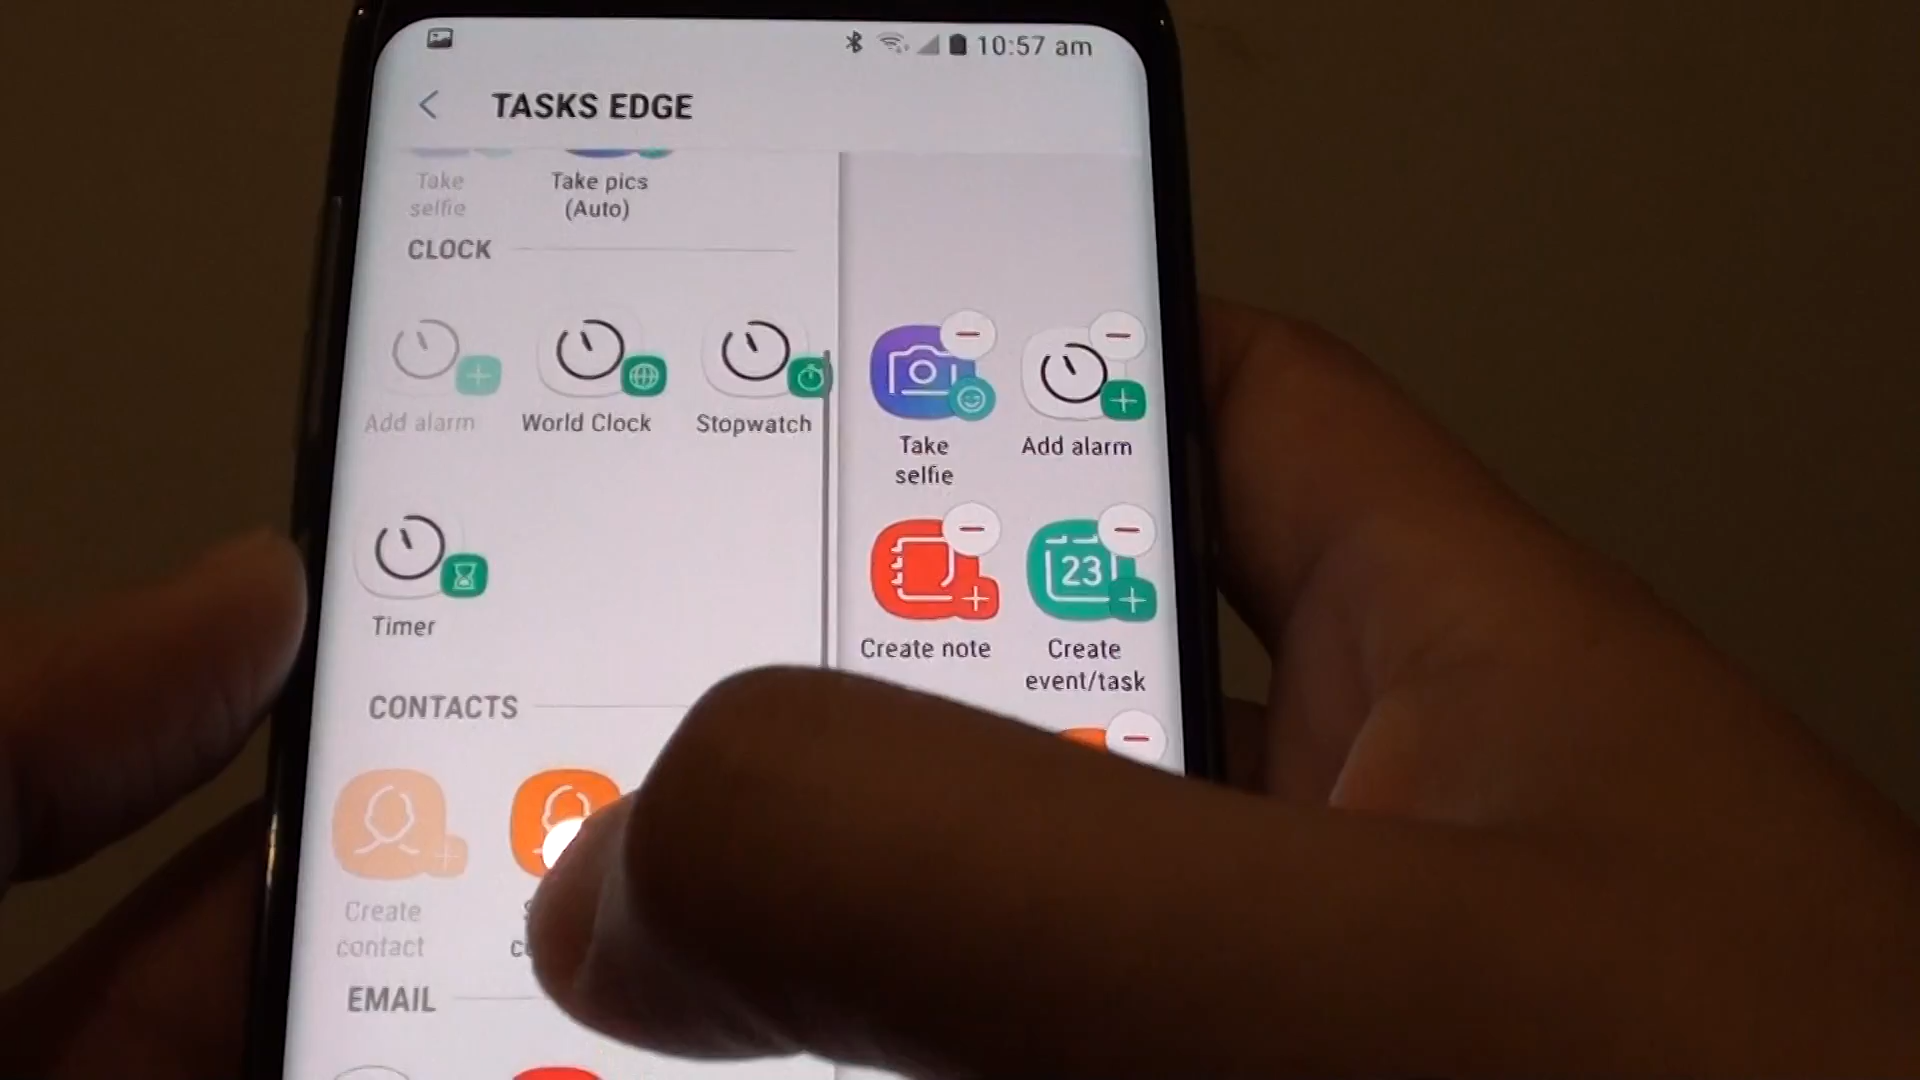 10:57 am
TASKS EDGE
Take
selfie
Take pics
(Auto)
CLOCK
Add alarm
World Clock
Stopwatch
Timer
CONTACTS
Create
contact
EMAIL
Take
selfie
Add alarm
Create note
23
Create
event/task